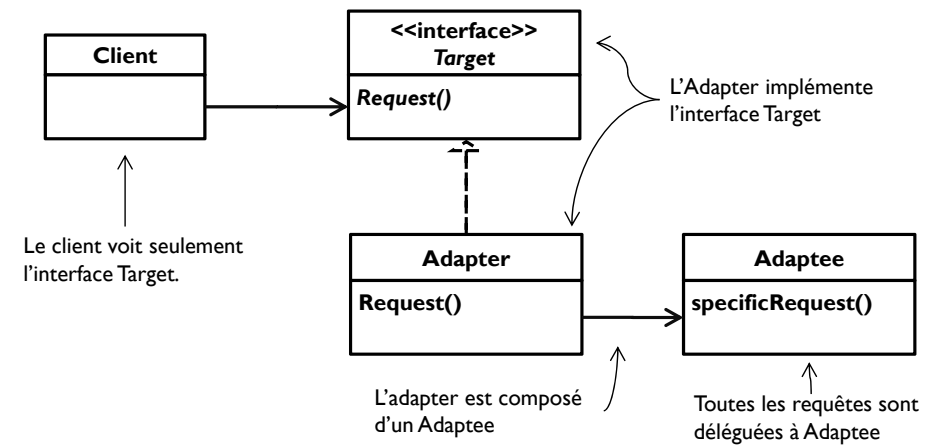 Client
<<interface>>
Target
Request()
L'Adapter implémente
l'interface Target
Le client voit seulement
l'interface Target.
Adapter
Request()
Adaptee
specificRequest()
L'adapter est composé
d'un Adaptee
Toutes les requêtes sont
déléguées à Adaptee